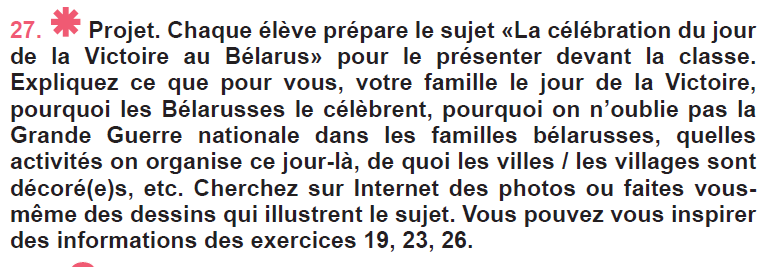 27. Projet. Chaque élève prépare le sujet «La célébration du jour
de la Victoire au Bélarus» pour le présenter devant la classe.
Expliquez ce que pour vous, votre famille le jour de la Victoire,
pourquoi les Bélarusses le célèbrent, pourquoi on n’oublie pas la
Grande Guerre nationale dans les familles bélarusses, quelles
activités on organise ce jour-là, de quoi les villes / les villages sont
décoré(e)s, etc. Cherchez sur Internet des photos ou faites vous-
même des dessins qui illustrent le sujet. Vous pouvez vous inspirer
des informations des exercices 19, 23, 26.